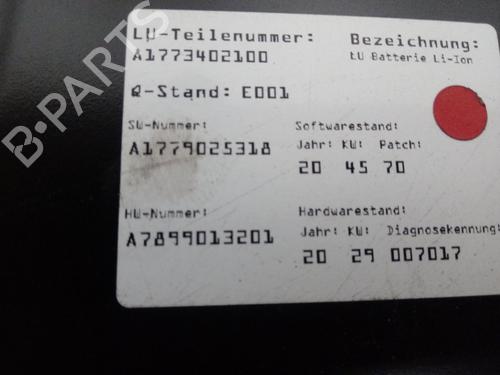 LU-Teilenummer: Bezeichnung:
A1773402100 LU Batterie Li-Ion
Q-Stand: E001
SW-Nummer: Softwarestand:
A1779025318 Jahr: KW: Patch:
20 45 70
HW-Nummer: Hardwarestand:
A7899013201 Jahr: KW: Diagnosekennung:
20 29 007017
B-PARTS